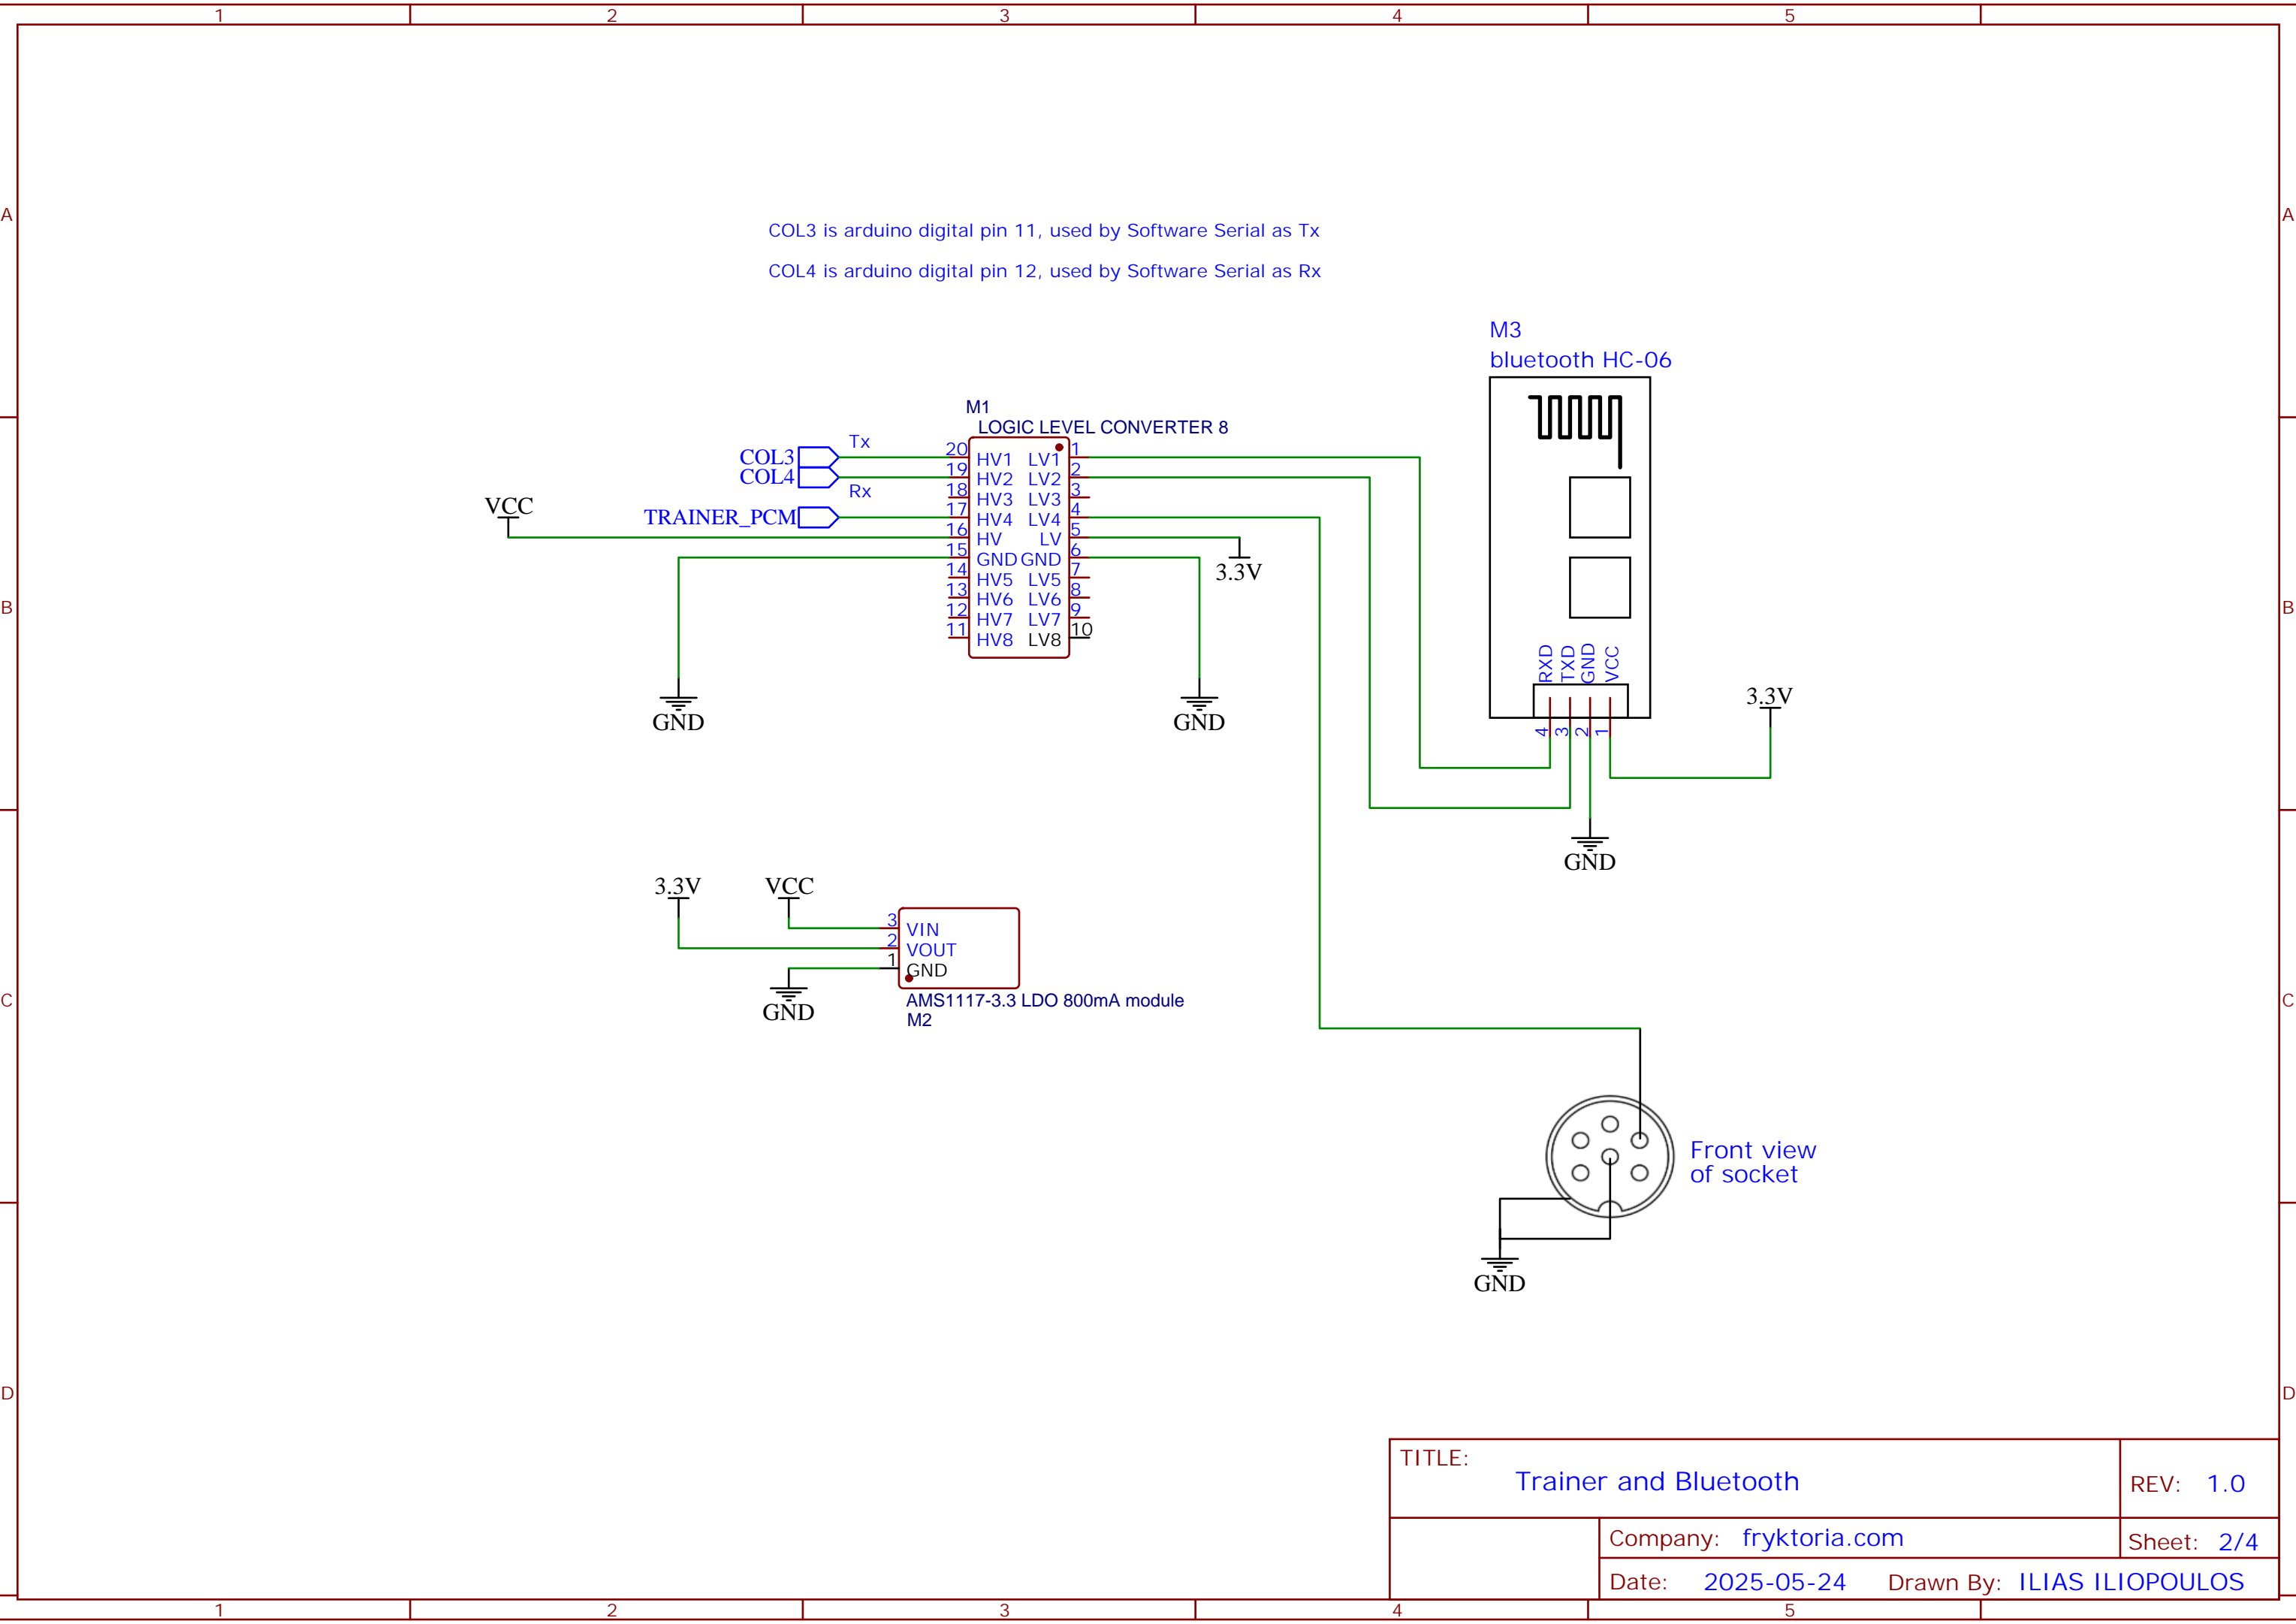 1 2 3 4 5
A A
COL3 is arduino digital pin 11, used by Software Serial as Tx
COL4 is arduino digital pin 12, used by Software Serial as Rx
M3
bluetooth HC-06
M1
LOGIC LEVEL CONVERTER 8
Tx
COL3 20 HV1 LV1 1
COL4 19 HV2 LV2 2
Rx
18 HV3 LV3 3
VCC
TRAINER_PCM 17 HV4 LV4 4
16 HV LV 5
15 GND GND 6
3.3V
14 HV5 LV5 7
13 HV6 LV6 8
B B
12 HV7 LV7 9
11 HV8 LV8 10
RXD TXD GND VCC
4 3 2 1
3.3V
GND
GND
GND
3.3V VCC
3 VIN
2 VOUT
1 GND
GND
AMS1117-3.3 LDO 800mA module
M2
C C
Front view
of socket
GND
D D
TITLE:
Trainer and Bluetooth
REV: 1.0
Company: fryktoria.com
Sheet: 2/4
Date: 2025-05-24
Drawn By: ILIAS ILIOPOULOS
1 2 3 4 5